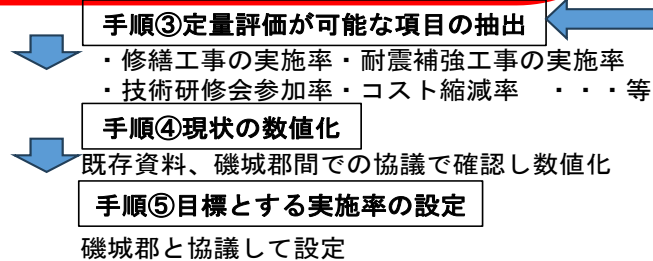 手順③定量評価が可能な項目の抽出
・修繕工事の実施率・耐震補強工事の実施率
・技術研修会参加率・コスト縮減率　・・・等
手順④現状の数値化
既存資料、磯城郡間での協議で確認し数値化
手順⑤目標とする実施率の設定
磯城郡と協議して設定